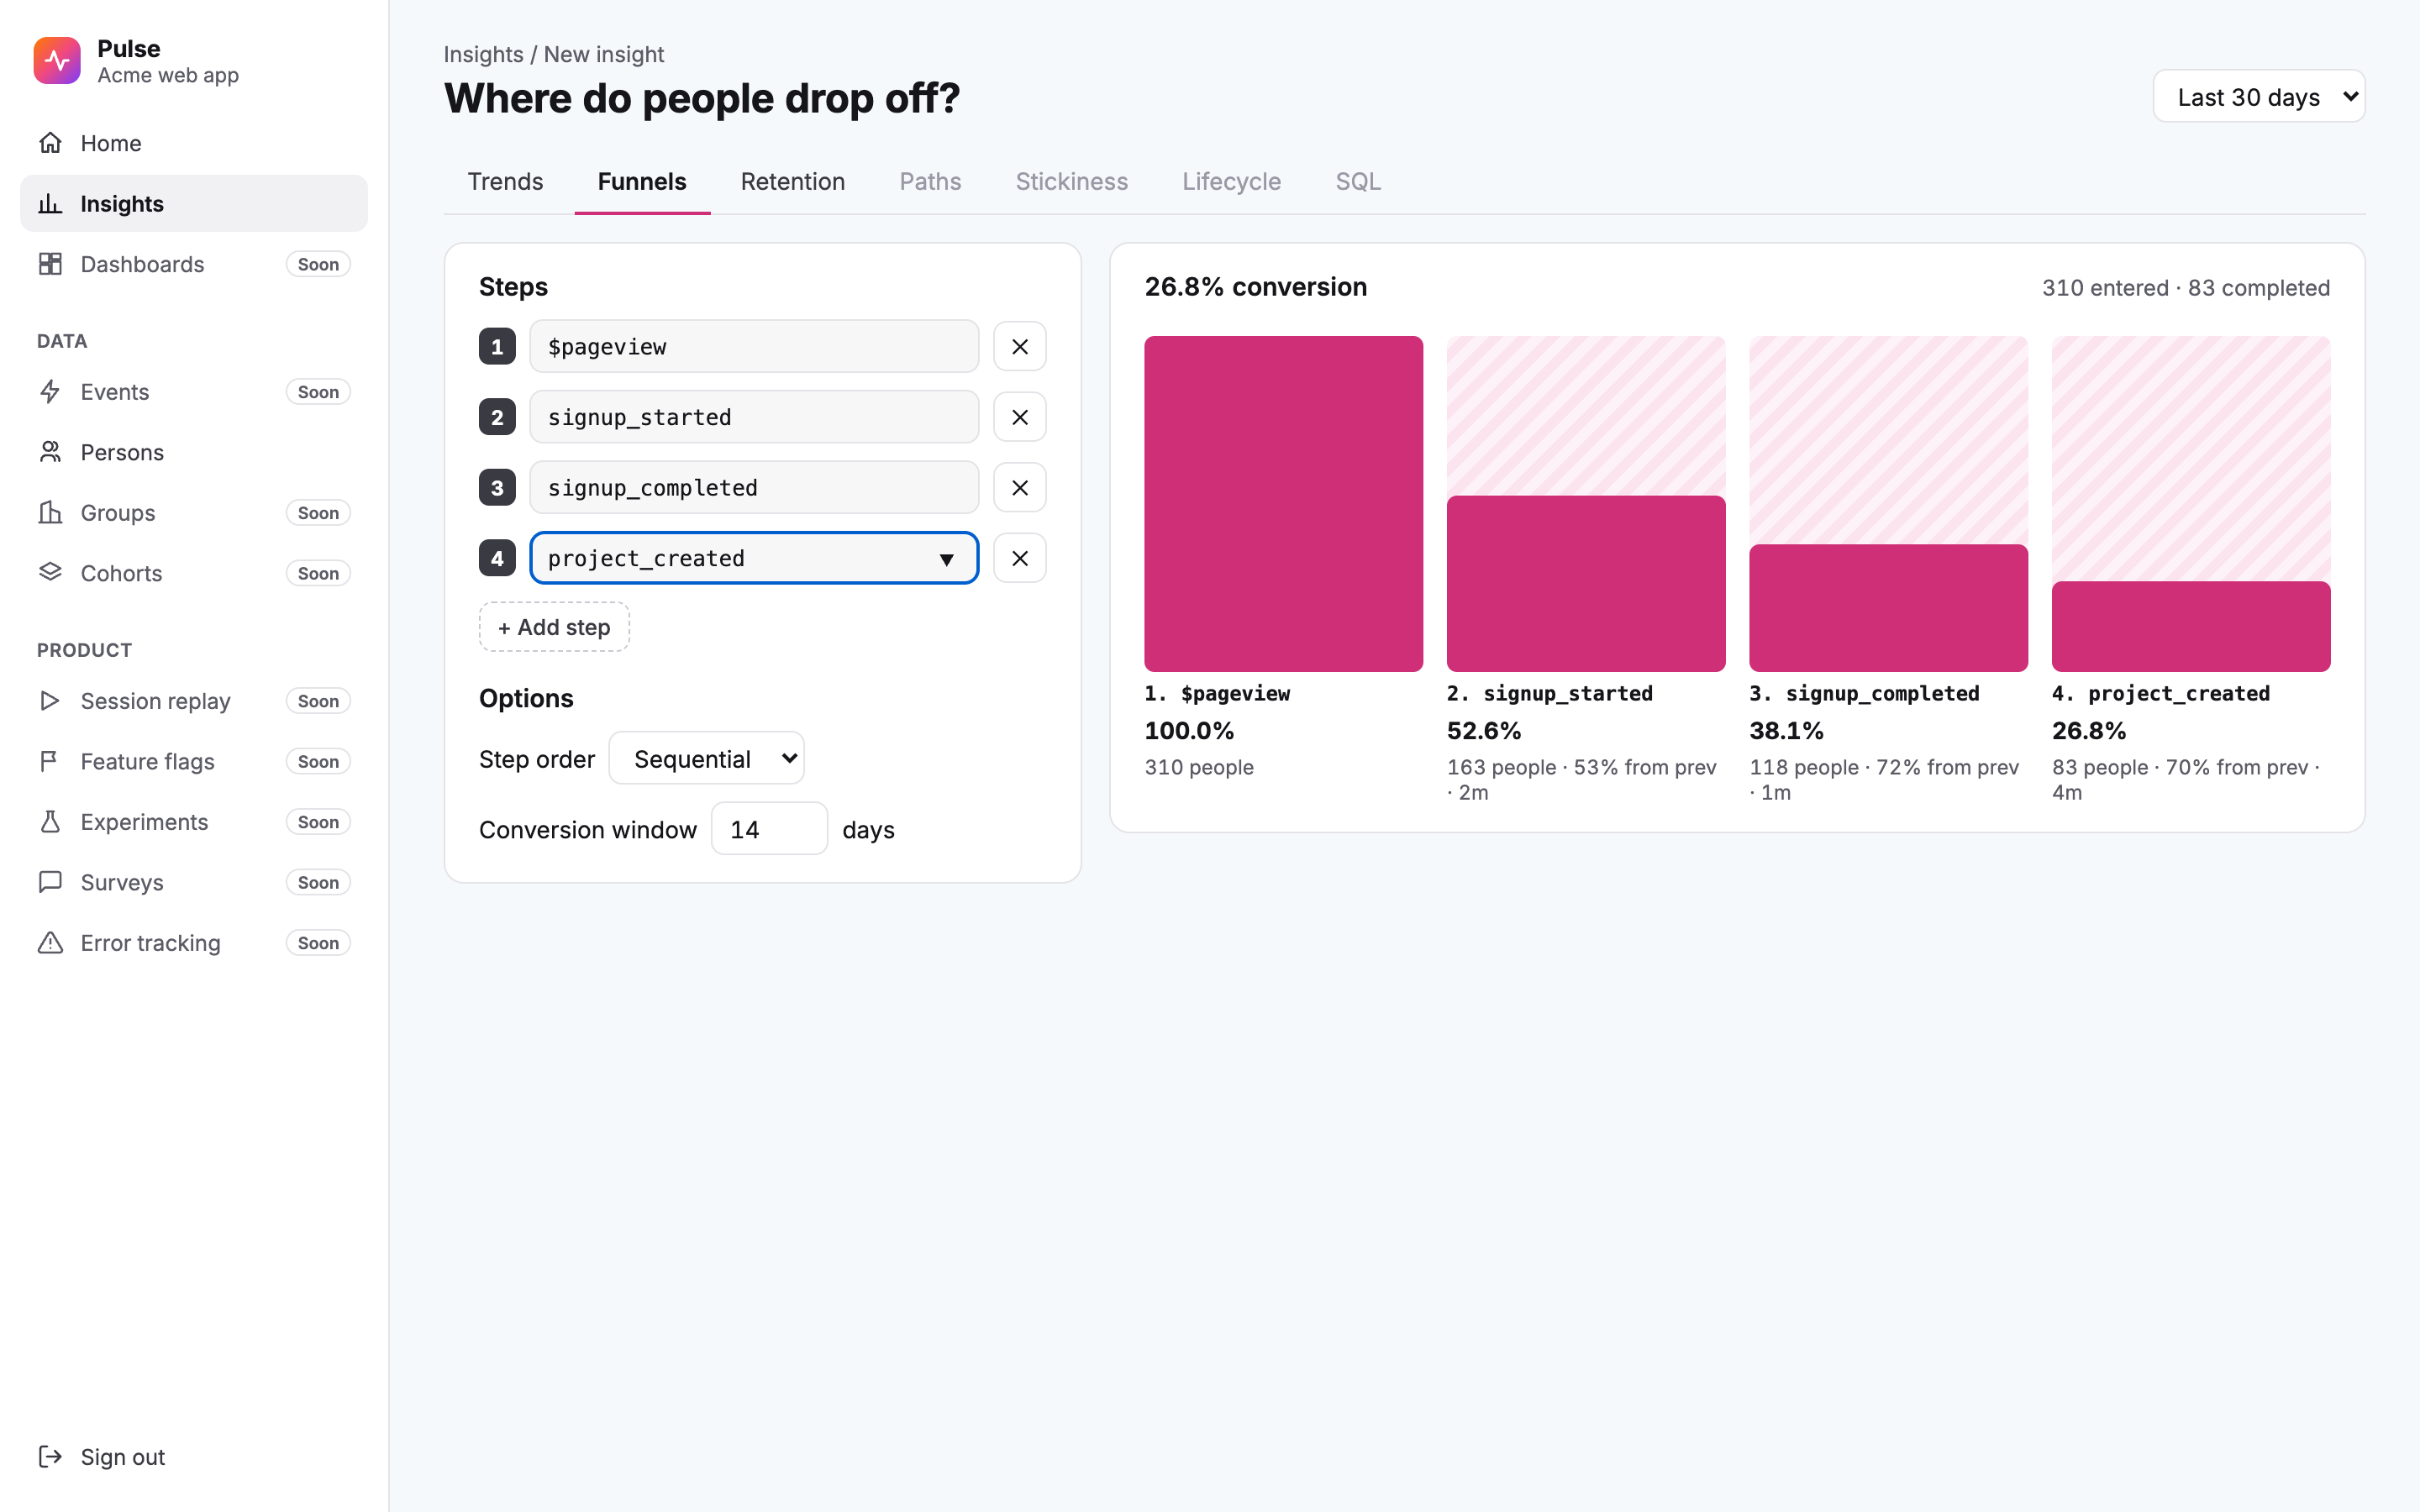 Pulse
Acme web app
Home
Insights
Dashboards Soon
DATA
Events Soon
Persons
Groups Soon
Cohorts Soon
PRODUCT
Session replay Soon
Feature flags Soon
Experiments Soon
Surveys Soon
Error tracking Soon
Sign out
Insights / New insight
Where do people drop off?
Last 30 days
Trends Funnels Retention Paths Stickiness Lifecycle SQL
Steps
1 $pageview
2 signup_started
3 signup_completed
4 project_created
+ Add step
Options
Step order Sequential
Conversion window 14 days
26.8% conversion
310 entered · 83 completed
1. $pageview
100.0%
310 people
2. signup_started
52.6%
163 people · 53% from prev
· 2m
3. signup_completed
38.1%
118 people · 72% from prev
· 1m
4. project_created
26.8%
83 people · 70% from prev ·
4m